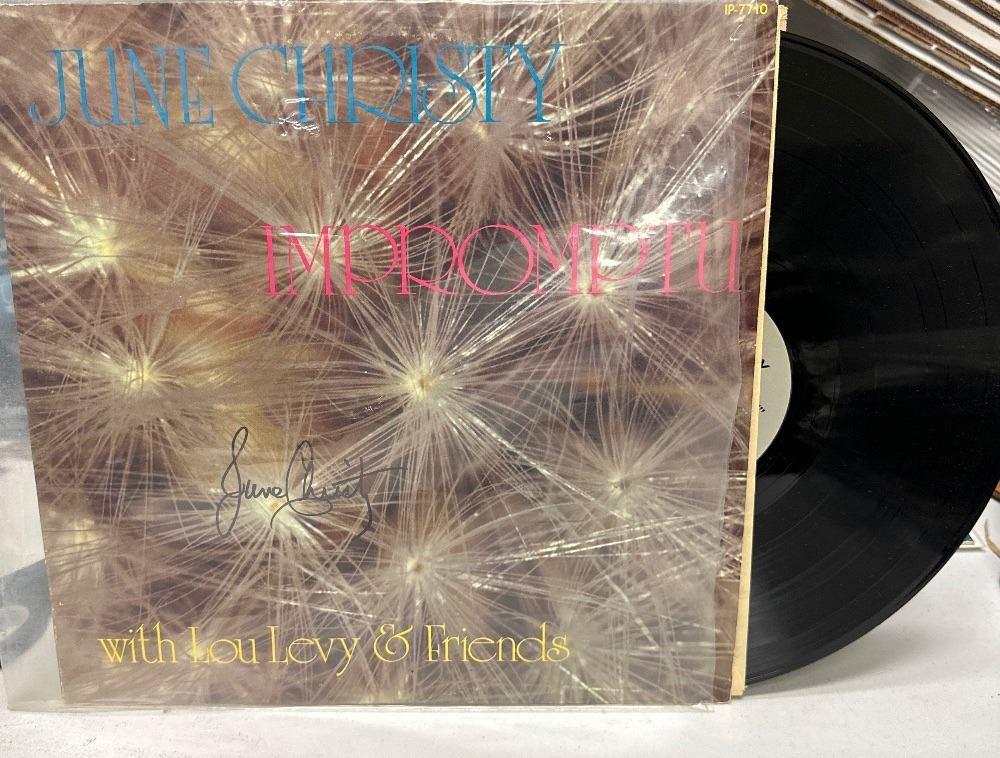 IP-7710
JUNE CHRISTY
IMPROMPTU
June Christy
with Lou Levy & Friends